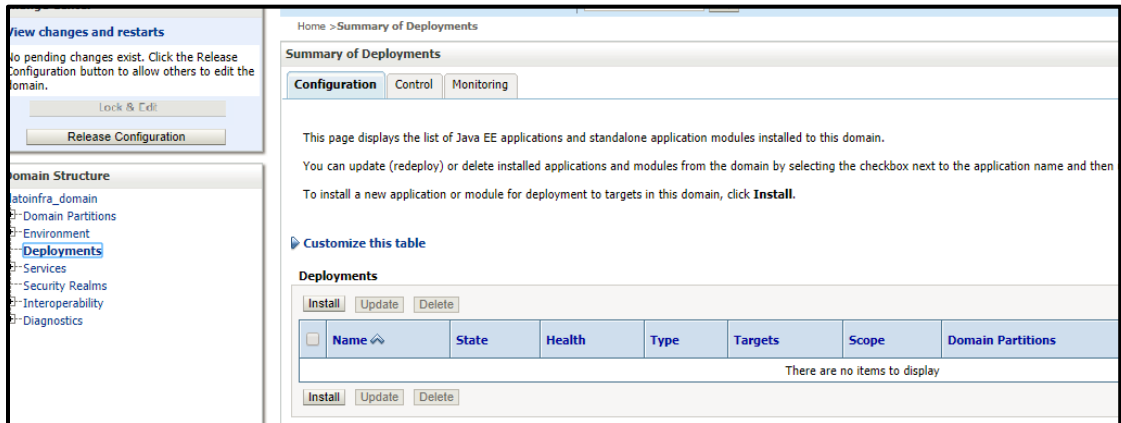 View changes and restarts
No pending changes exist. Click the Release
Configuration button to allow others to edit the
domain.
Lock & Edit
Release Configuration
Domain Structure
latoinfra_domain
Domain Partitions
Environment
Deployments
Services
Security Realms
Interoperability
Diagnostics
Home >Summary of Deployments
Summary of Deployments
Configuration Control Monitoring
This page displays the list of Java EE applications and standalone application modules installed to this domain.
You can update (redeploy) or delete installed applications and modules from the domain by selecting the checkbox next to the application name and then
To install a new application or module for deployment to targets in this domain, click Install.
Customize this table
Deployments
Install Update Delete
Name State Health Type Targets Scope Domain Partitions
There are no items to display
Install Update Delete